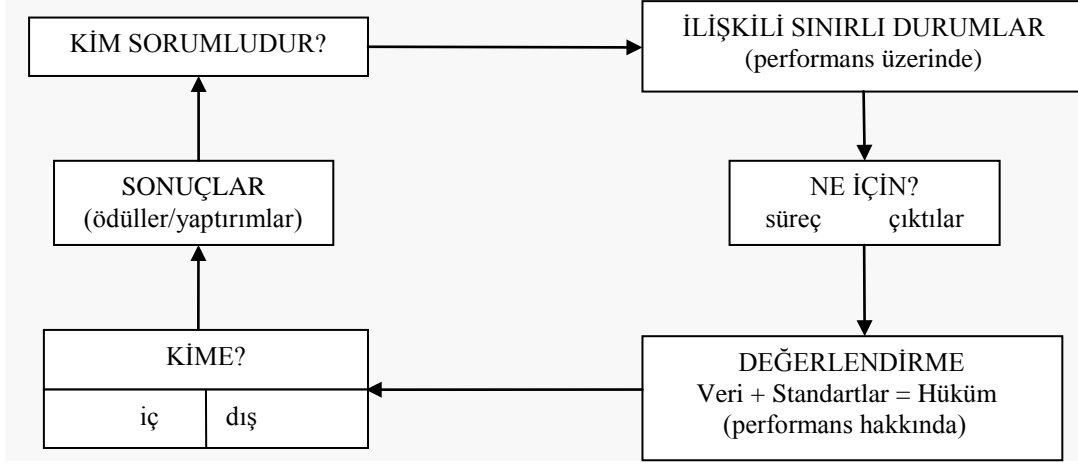 KİM SORUMLUDUR?
İLİŞKİLİ SINIRLI DURUMLAR
(performans üzerinde)
SONUÇLAR
(ödüller/yaptırımlar)
NE İÇİN?
süreç çıktılar
KİME?
iç dış
DEĞERLENDİRME
Veri + Standartlar = Hüküm
(performans hakkında)